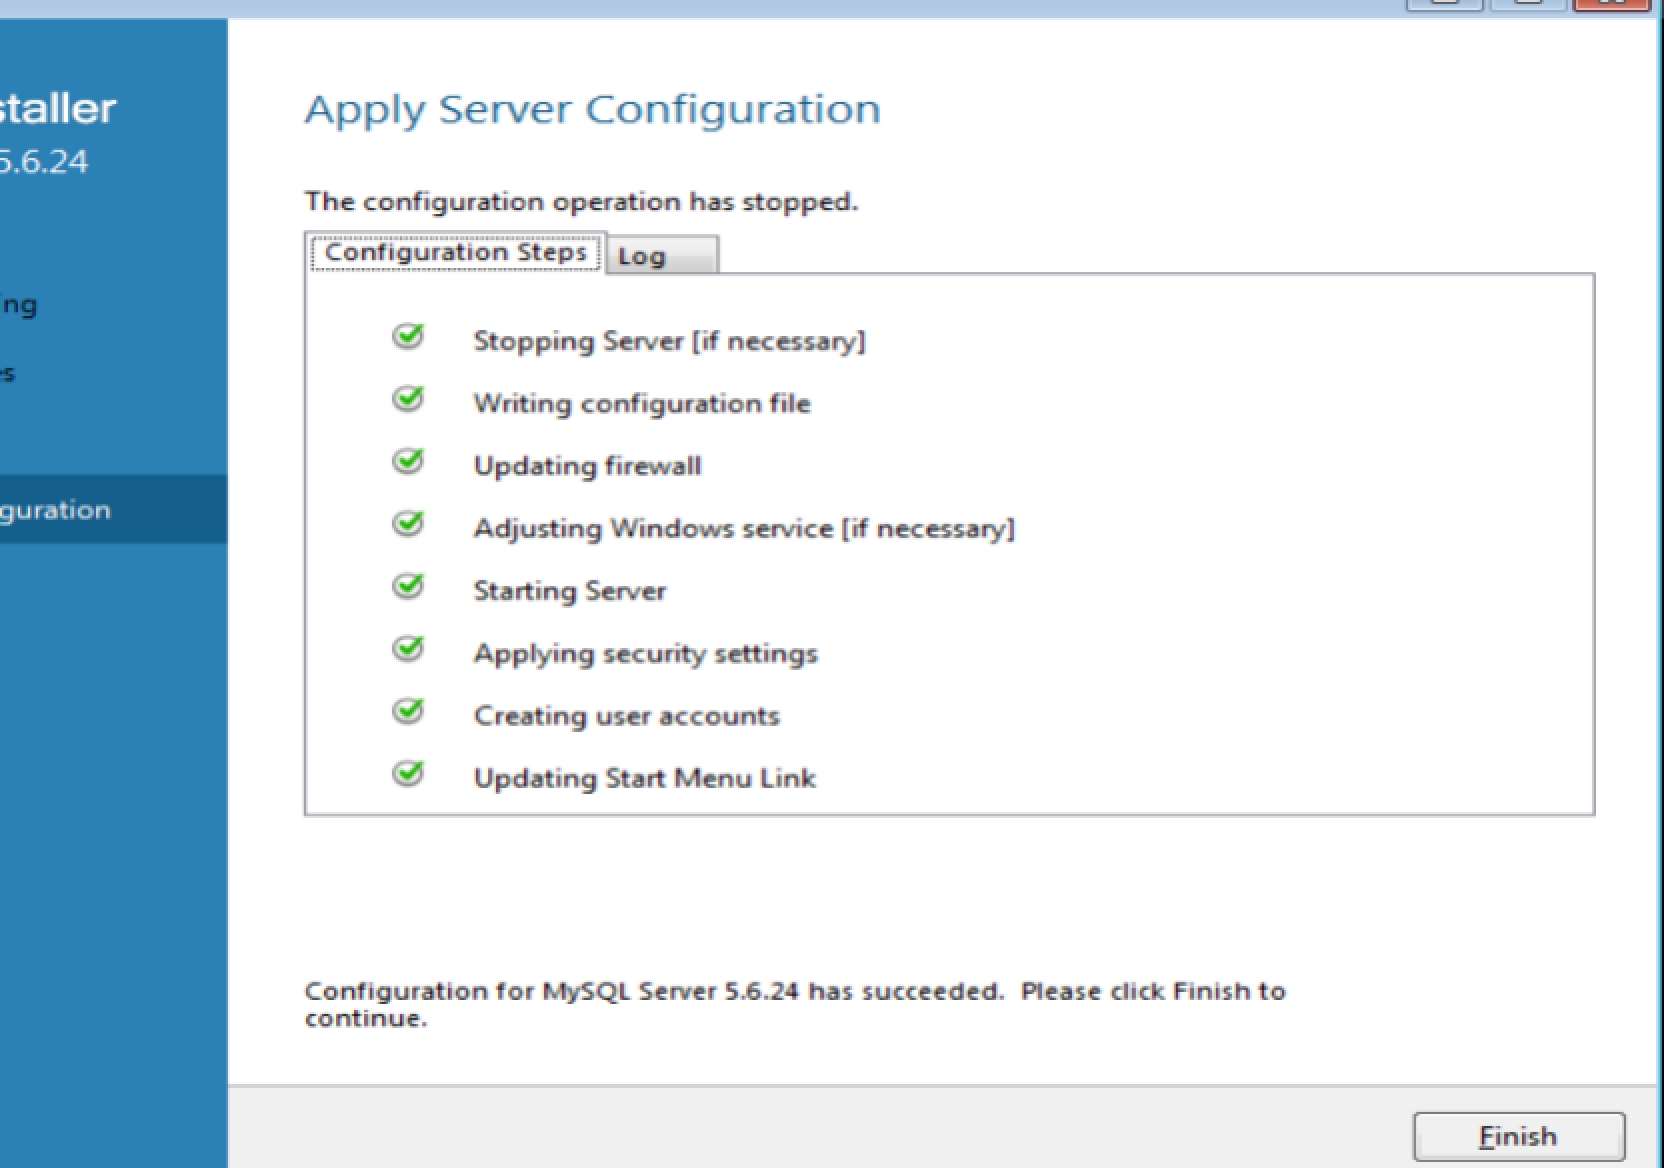 staller
5.6.24
ing
es
guration
Apply Server Configuration
The configuration operation has stopped.
Configuration Steps
Log
Stopping Server [if necessary]
Writing configuration file
Updating firewall
Adjusting Windows service [if necessary]
Starting Server
Applying security settings
Creating user accounts
Updating Start Menu Link
Configuration for MySQL Server 5.6.24 has succeeded.  Please click Finish to
continue.
Finish